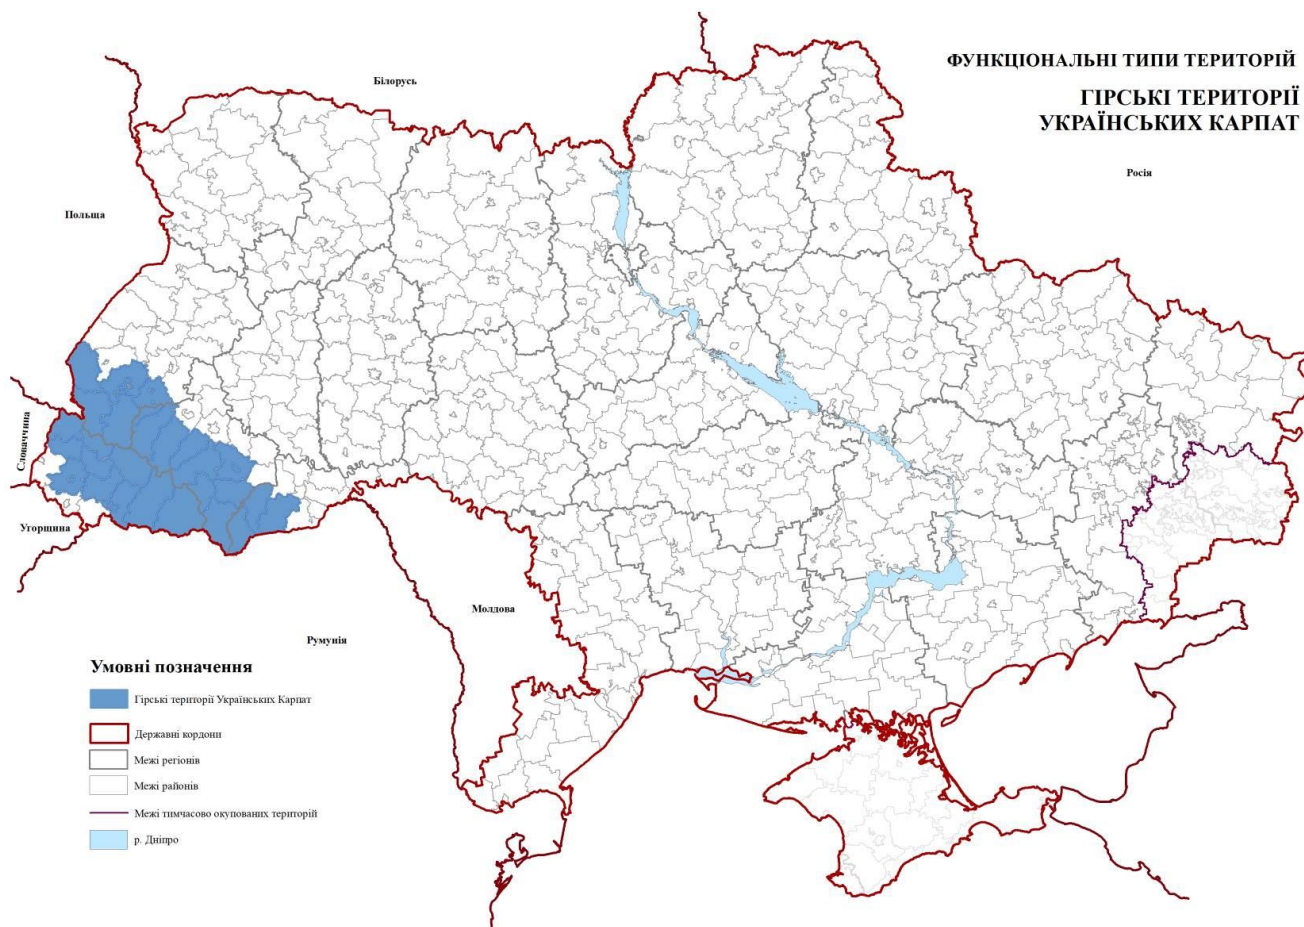 ФУНКЦІОНАЛЬНІ ТИПИ ТЕРИТОРІЙ
ГІРСЬКІ ТЕРИТОРІЇ
УКРАЇНСЬКИХ КАРПАТ
Білорусь
Росія
Польща
Словаччина
Угорщина
Румунія
Молдова
Умовні позначення
Гірські території Українських Карпат
Державні кордони
Межі регіонів
Межі районів
Межі тимчасово окупованих територій
р. Дніпро